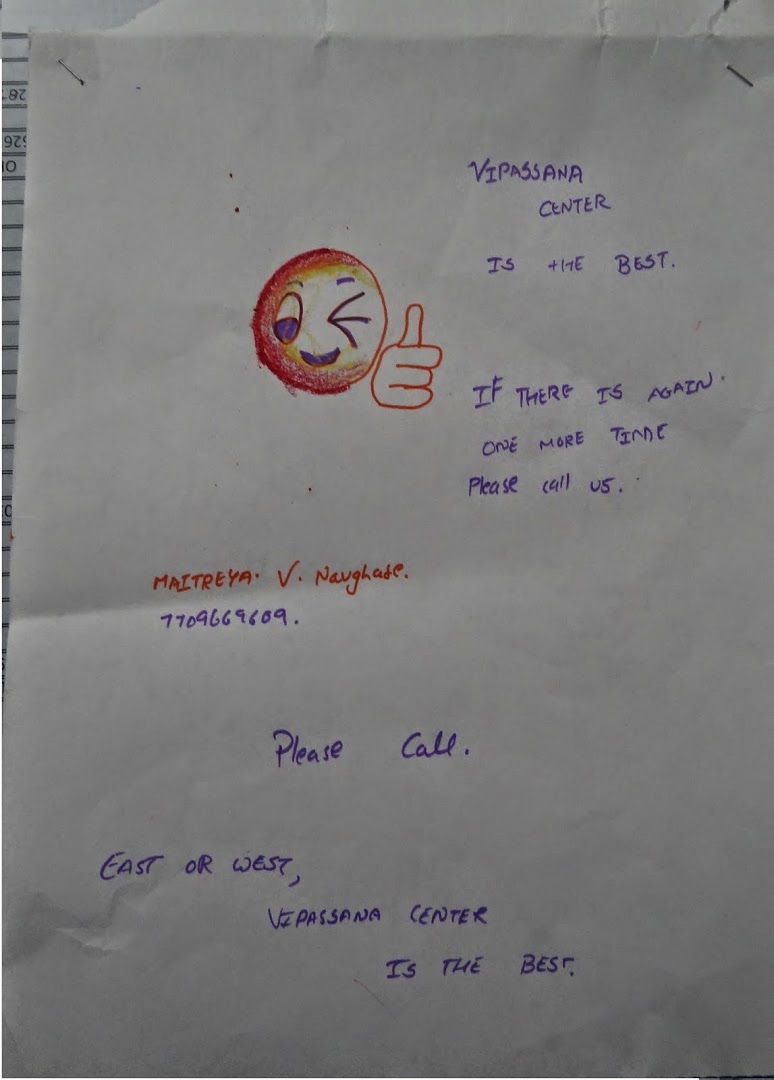 VIPASSANA
CENTER
IS THE BEST.
IF THERE IS AGAIN.
ONE MORE TIME
Please call us.
MAITREYA. V. Navghate.
7709669609.
Please Call.
EAST OR WEST,
VIPASSANA CENTER
IS THE BEST.